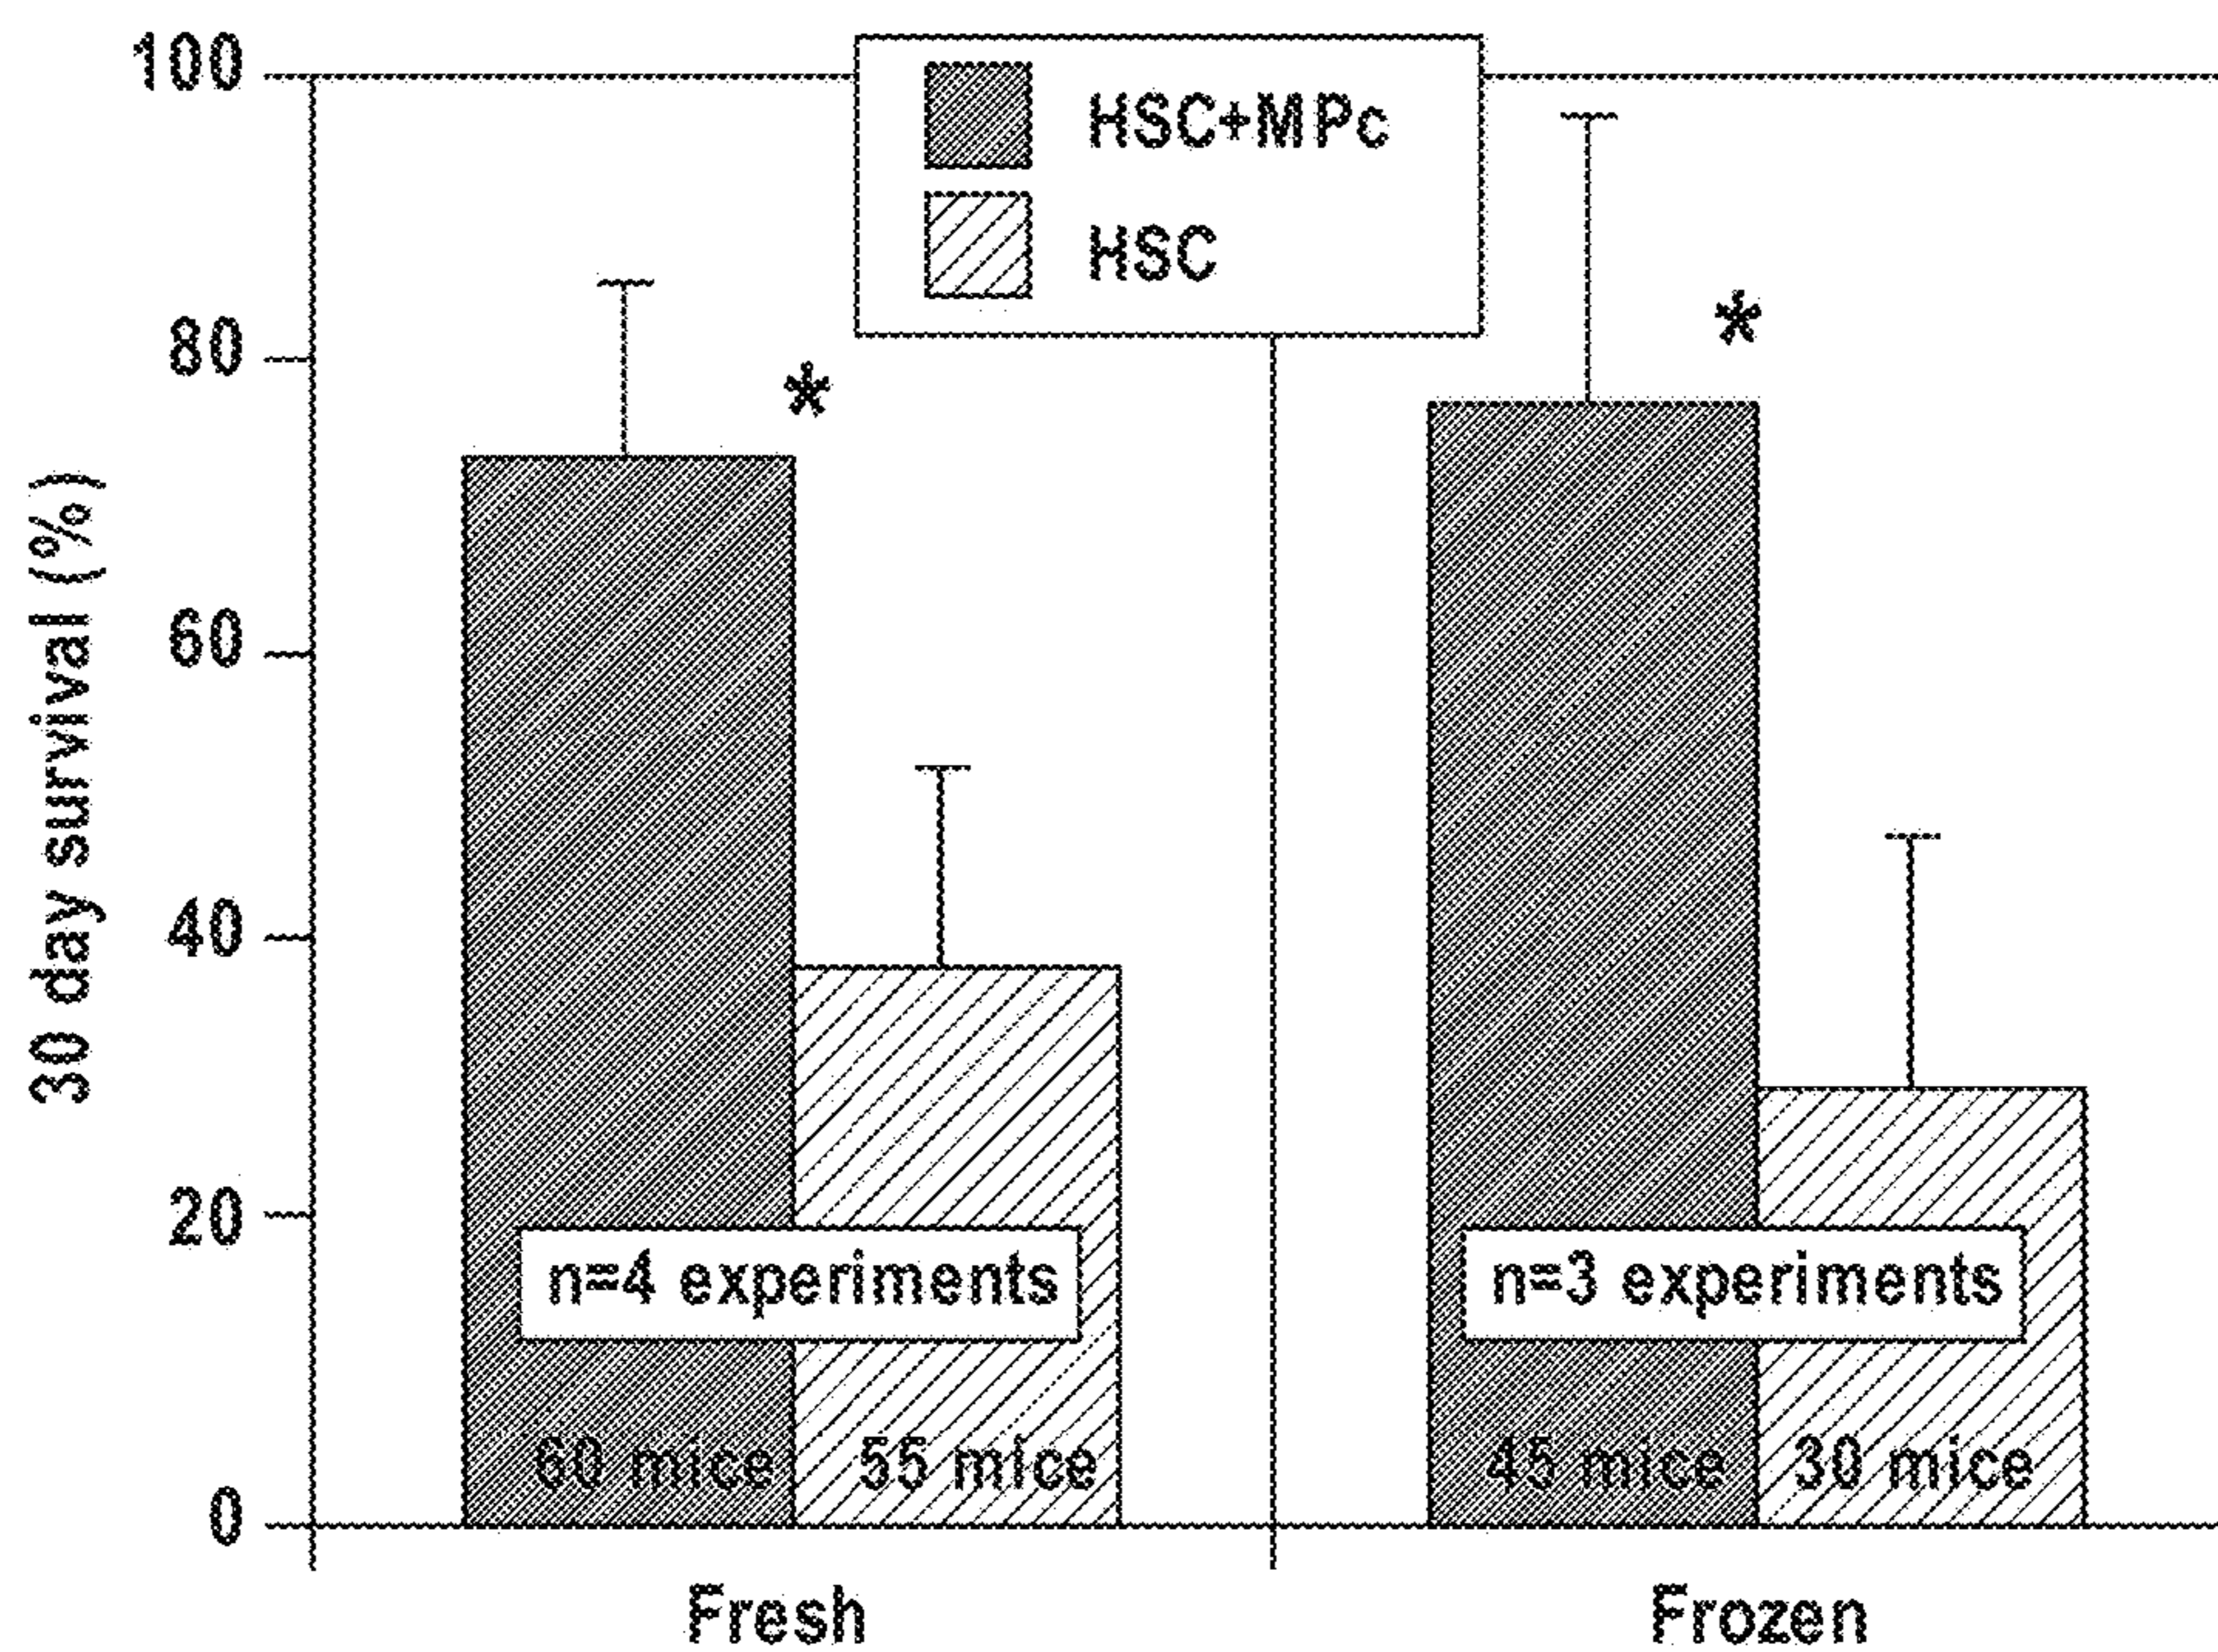 100
80
60
40
20
0
30 day survival (%)
HSC+MPc
HSC
*
*
n=4 experiments
n=3 experiments
60 mice
55 mice
45 mice
30 mice
Fresh
Frozen